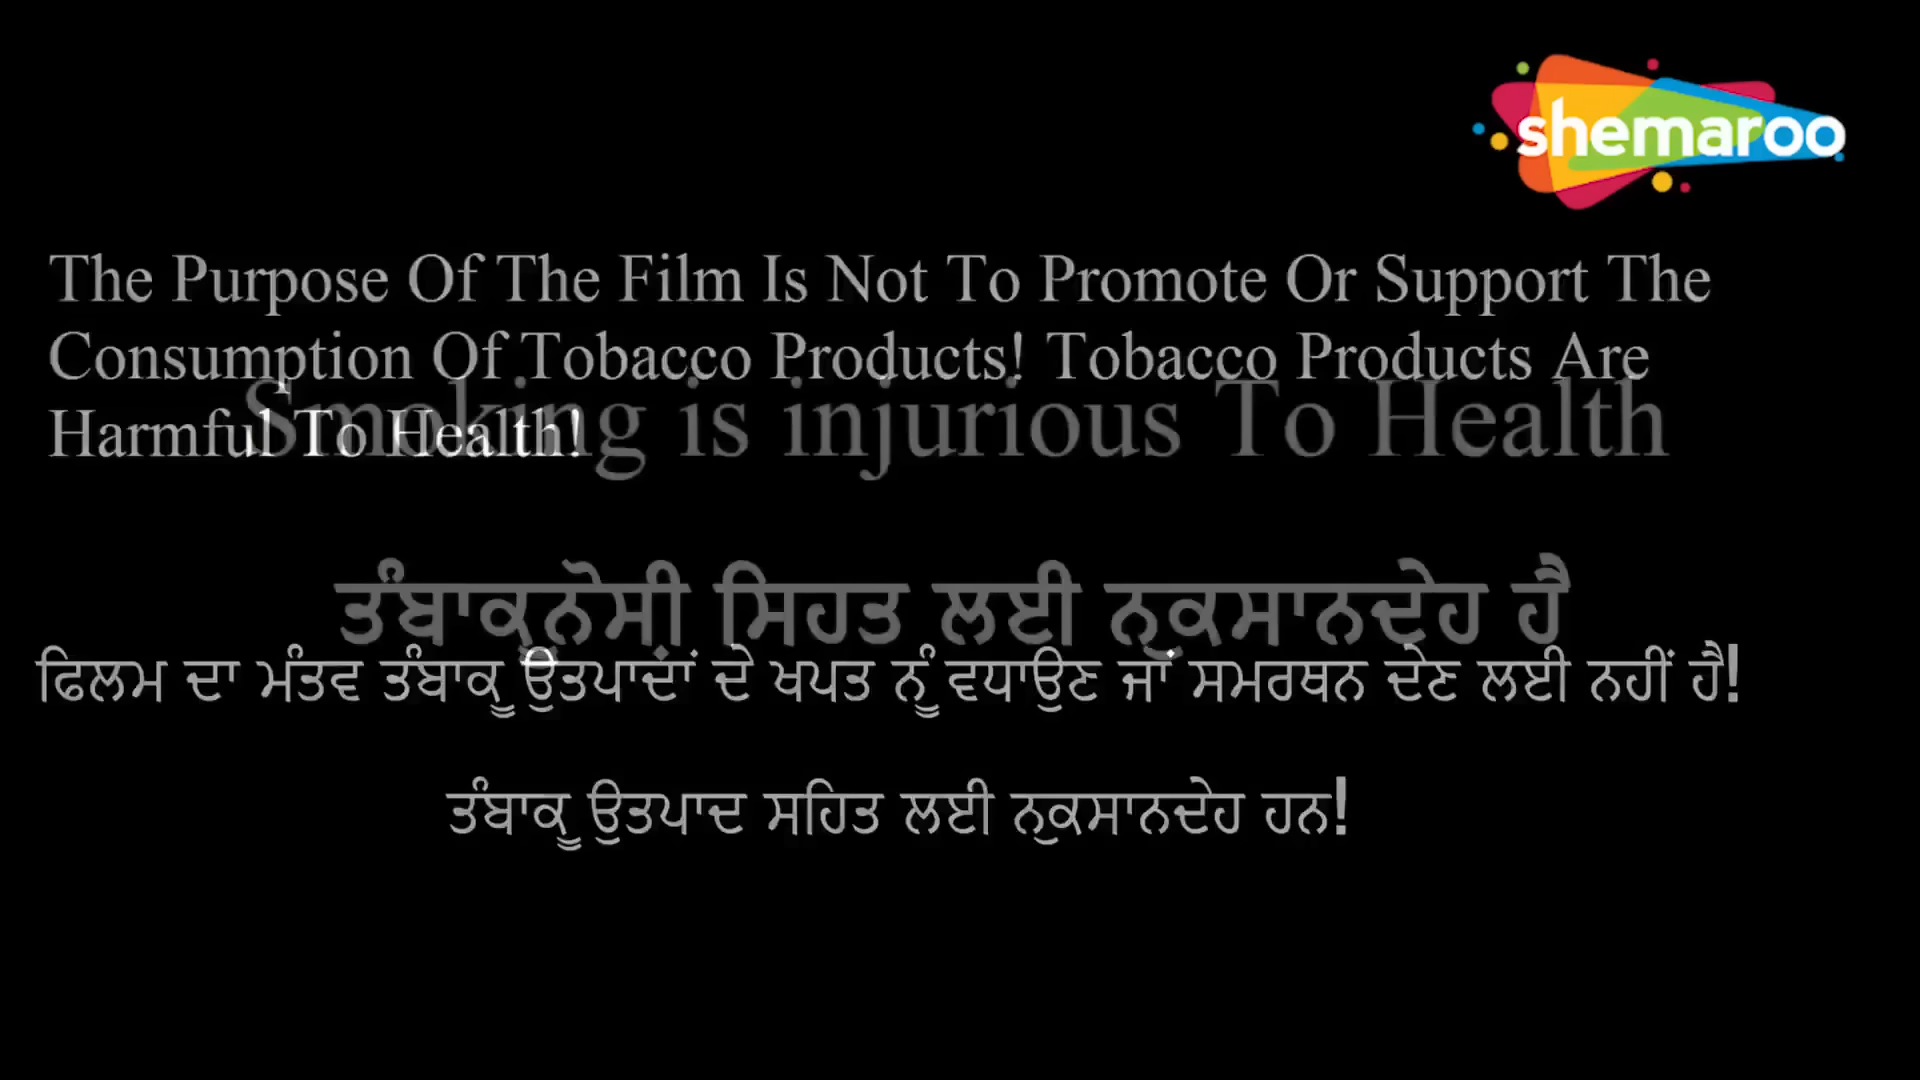 shemaroo
The Purpose Of The Film Is Not To Promote Or Support The
Consumption Of Tobacco Products! Tobacco Products Are
Harmful To Health!
Smoking is injurious To Health
ਤੰਬਾਕੂਨੋਸੀ ਸਿਹਤ ਲਈ ਨੁਕਸਾਨਦੇਹ ਹੈ
ਫਿਲਮ ਦਾ ਮੰਤਵ ਤੰਬਾਕੂ ਉਤਪਾਦਾਂ ਦੇ ਖਪਤ ਨੂੰ ਵਧਾਉਣ ਜਾਂ ਸਮਰਥਨ ਦੇਣ ਲਈ ਨਹੀਂ ਹੈ!
ਤੰਬਾਕੂ ਉਤਪਾਦ ਸਹਿਤ ਲਈ ਨੁਕਸਾਨਦੇਹ ਹਨ!